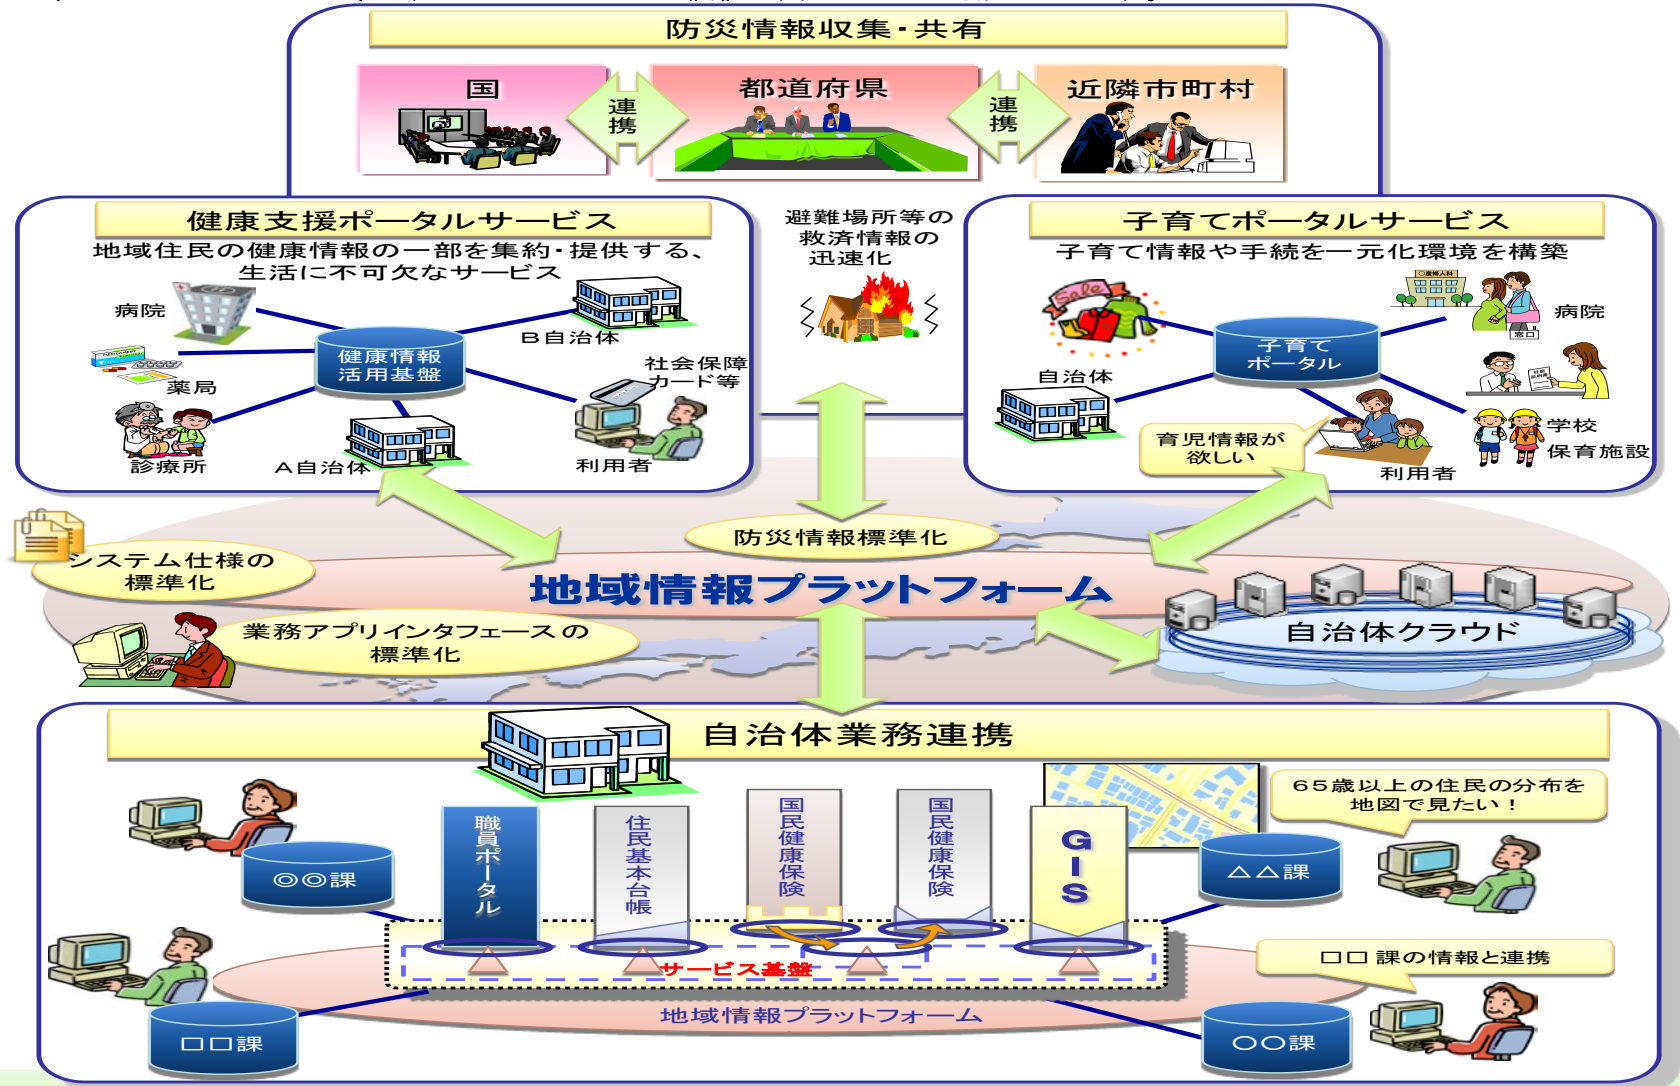 防災情報収集・共有
国
連携
都道府県
連携
近隣市町村
健康支援ポータルサービス
地域住民の健康情報の一部を集約・提供する、
生活に不可欠なサービス
病院
薬局
診療所
健康情報
活用基盤
B自治体
社会保障
カード等
A自治体
利用者
避難場所等の
救済情報の
迅速化
子育てポータルサービス
子育て情報や手続を一元化環境を構築
Sale
〇産婦人科
病院
窓口
子育て
ポータル
自治体
育児情報が
欲しい
利用者
学校
保育施設
防災情報標準化
システム仕様の
標準化
地域情報プラットフォーム
業務アプリインタフェースの
標準化
自治体クラウド
自治体業務連携
職員ポータル
住民基本台帳
国民健康保険
国民健康保険
GIS
65歳以上の住民の分布を
地図で見たい！
◎◎課
△△課
サービス基盤
□□課の情報と連携
地域情報プラットフォーム
□□課
〇〇課